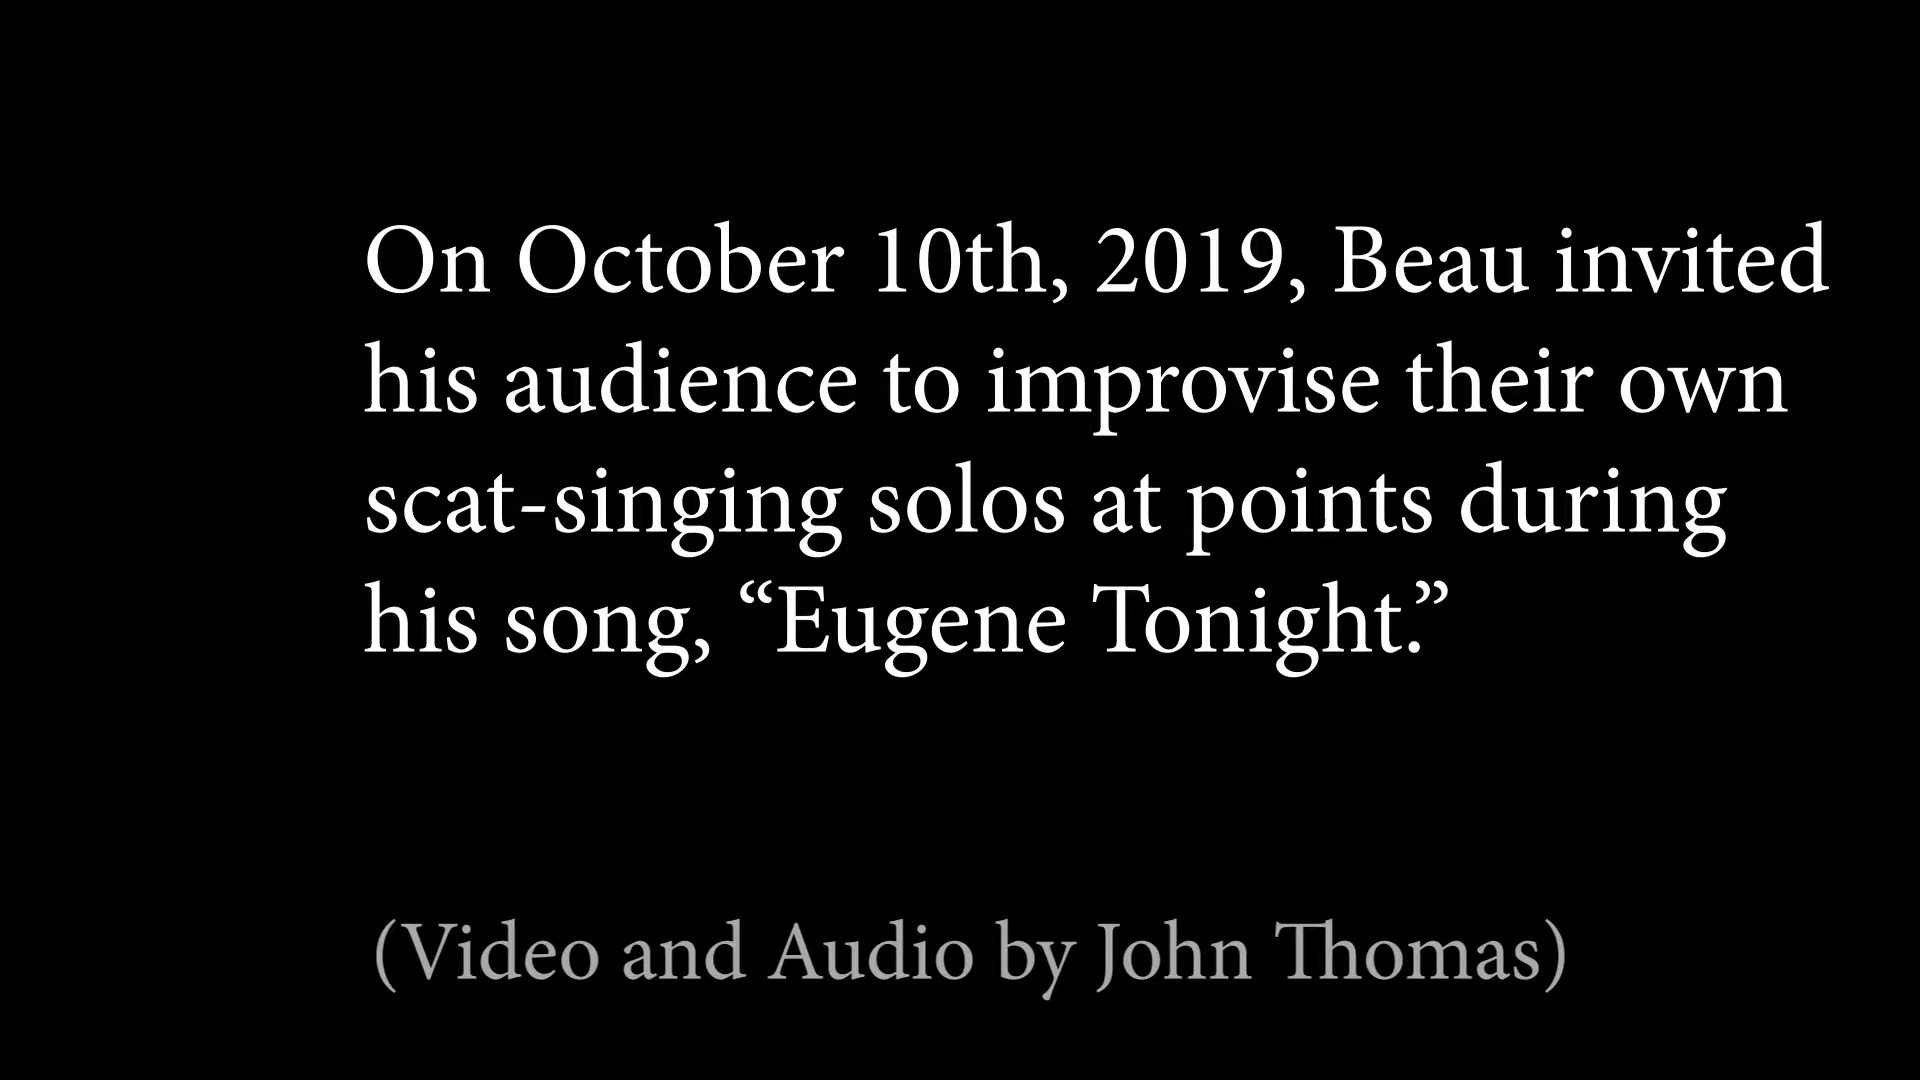 On October 10th, 2019, Beau invited
his audience to improvise their own
scat-singing solos at points during
his song, “Eugene Tonight.”
(Video and Audio by John Thomas)